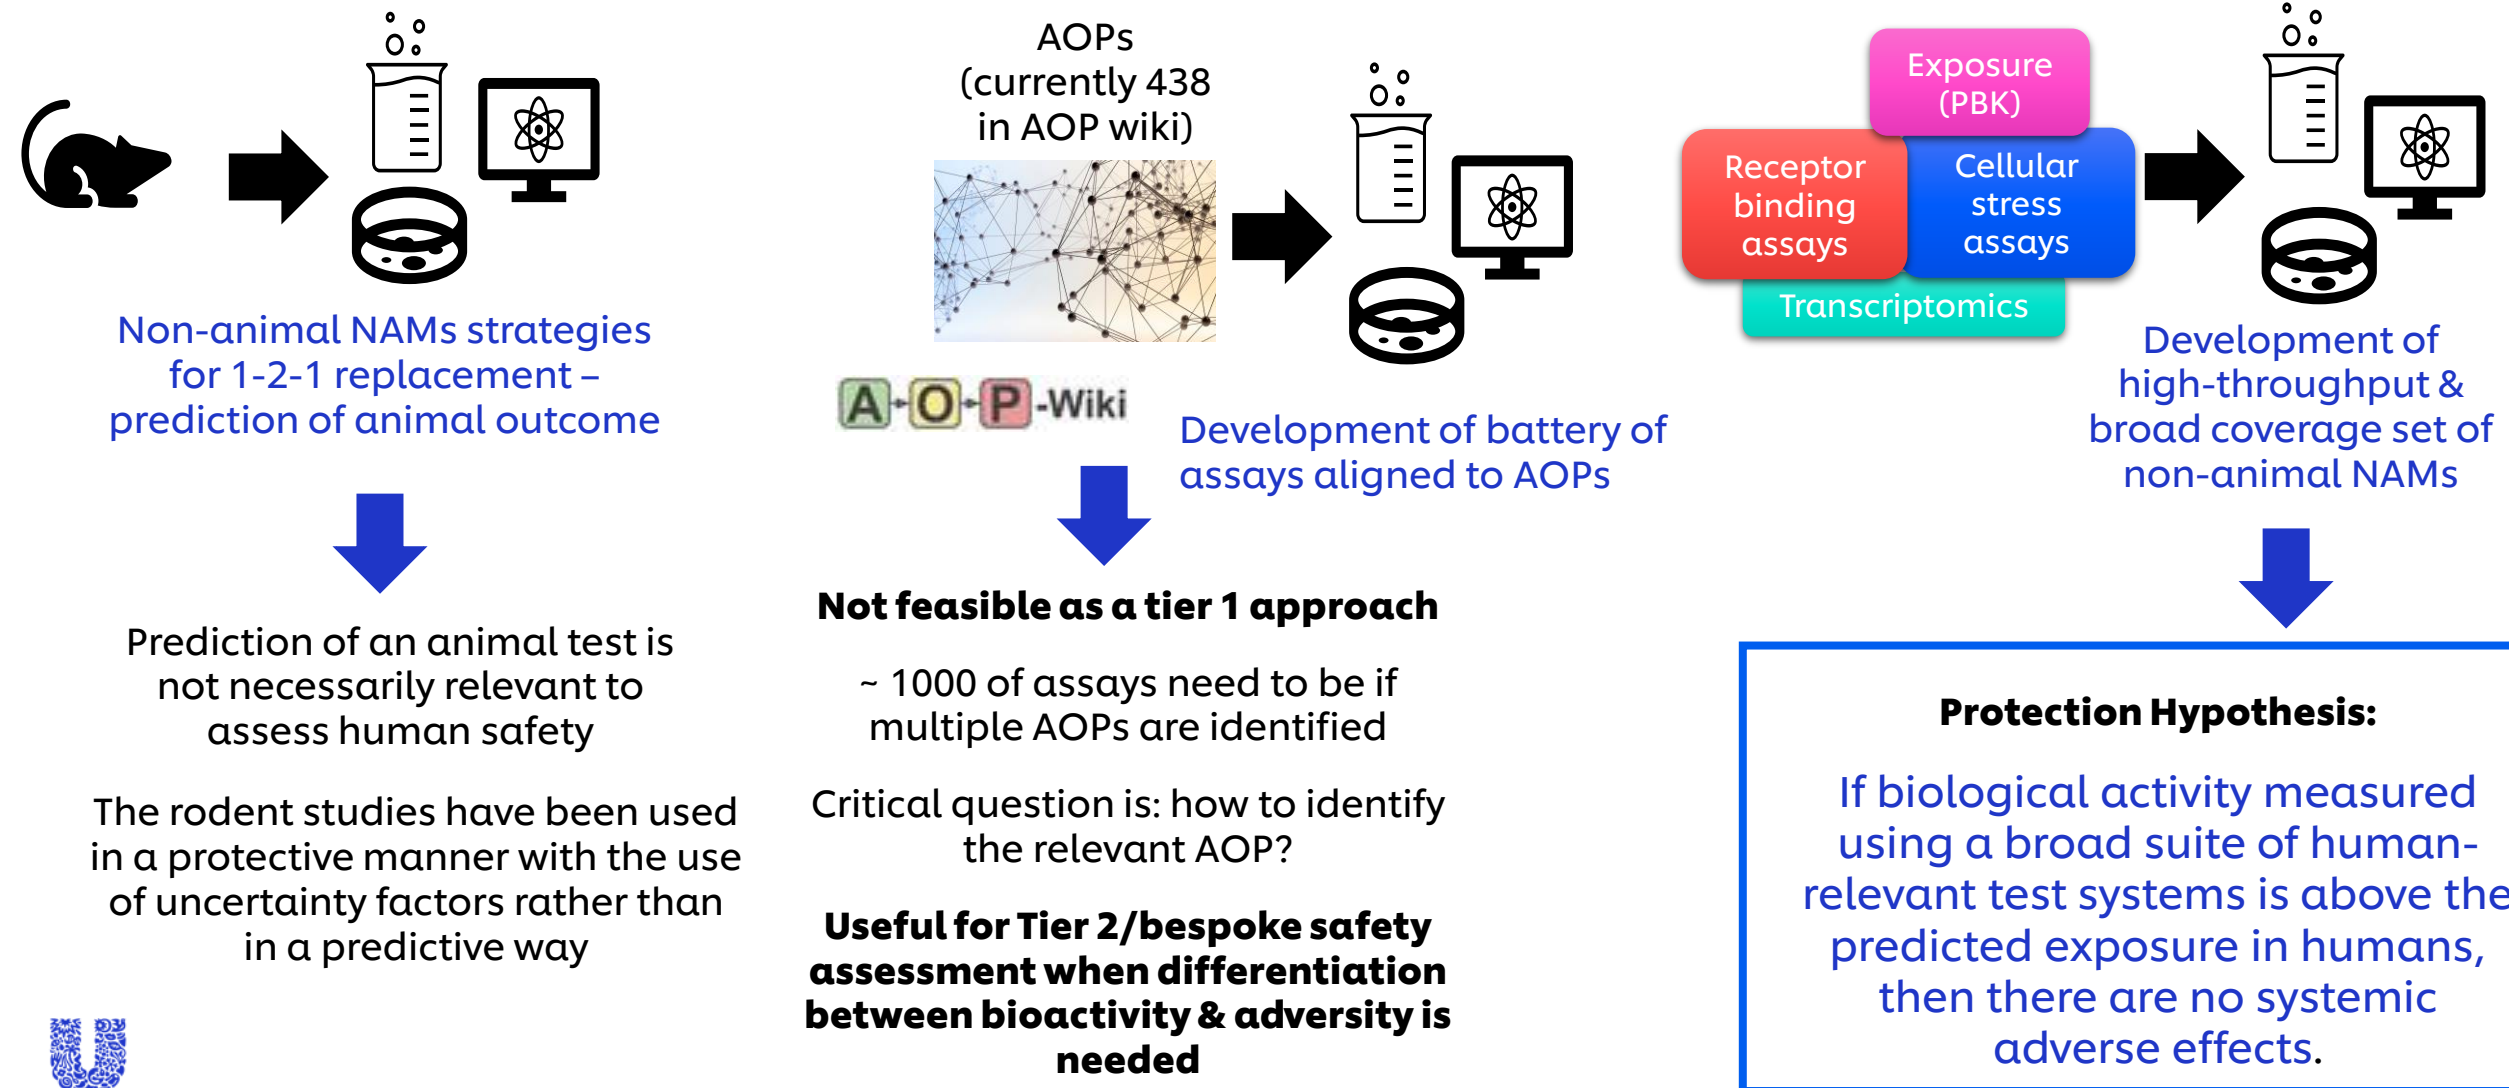 Non-animal NAMs strategies
for 1-2-1 replacement –
prediction of animal outcome
Prediction of an animal test is
not necessarily relevant to
assess human safety
The rodent studies have been used
in a protective manner with the use
of uncertainty factors rather than
in a predictive way
AOPs
(currently 438
in AOP wiki)
A O P -Wiki
Development of battery of
assays aligned to AOPs
Not feasible as a tier 1 approach
~ 1000 of assays need to be if
multiple AOPs are identified
Critical question is: how to identify
the relevant AOP?
Useful for Tier 2/bespoke safety
assessment when differentiation
between bioactivity & adversity is
needed
Exposure
(PBK)
Receptor
binding
assays
Cellular
stress
assays
Transcriptomics
Development of
high-throughput &
broad coverage set of
non-animal NAMs
Protection Hypothesis:
If biological activity measured
using a broad suite of human-
relevant test systems is above the
predicted exposure in humans,
then there are no systemic
adverse effects.